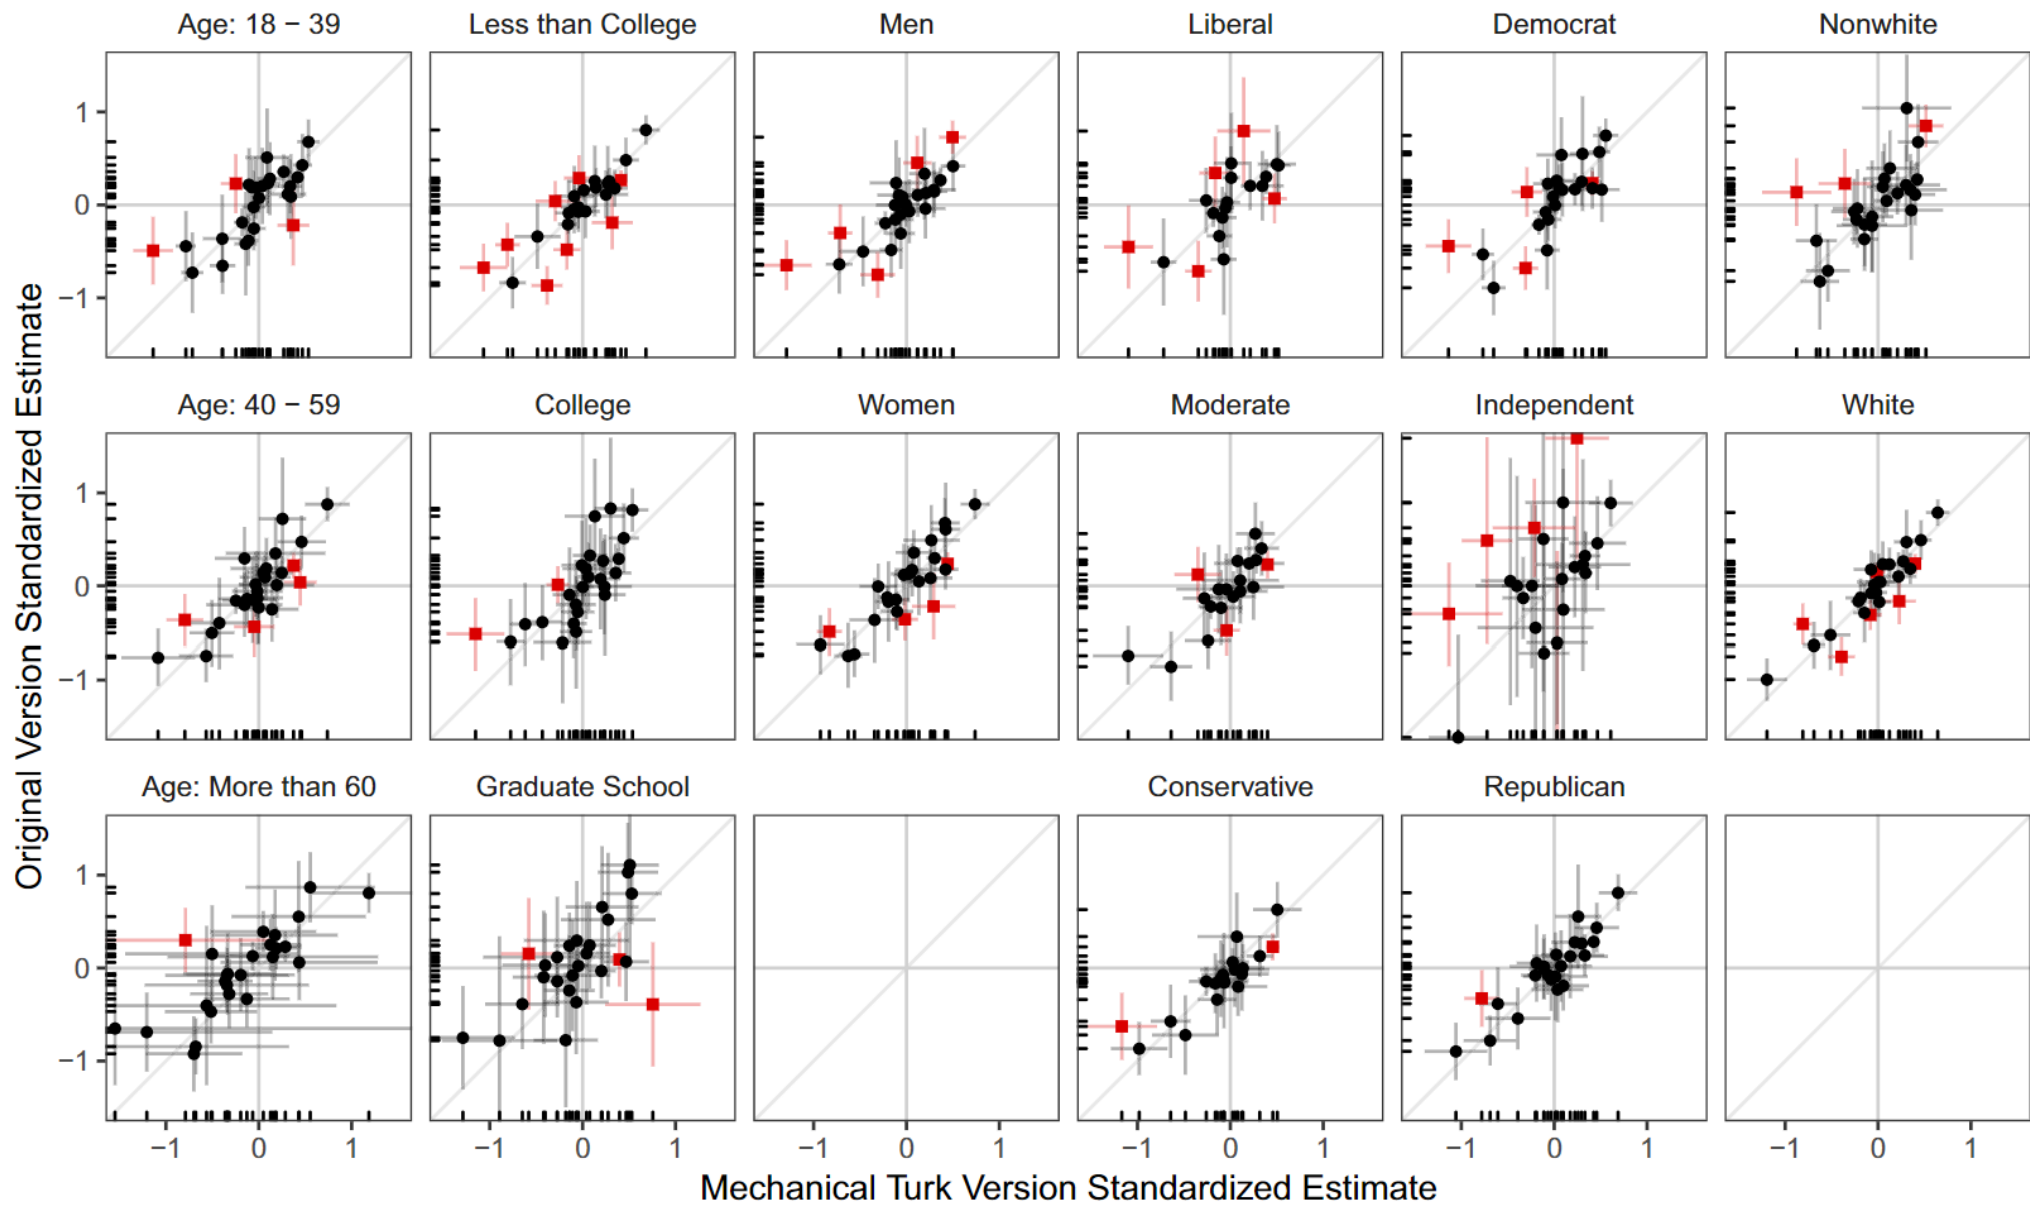 Age: 18 − 39 Less than College Men Liberal Democrat Nonwhite
1
0
−1
Age: 40 − 59 College Women Moderate Independent White
1
0
−1
Age: More than 60 Graduate School Conservative Republican
1
0
−1
−1 0 1 −1 0 1 −1 0 1 −1 0 1 −1 0 1 −1 0 1
Mechanical Turk Version Standardized Estimate
Original Version Standardized Estimate